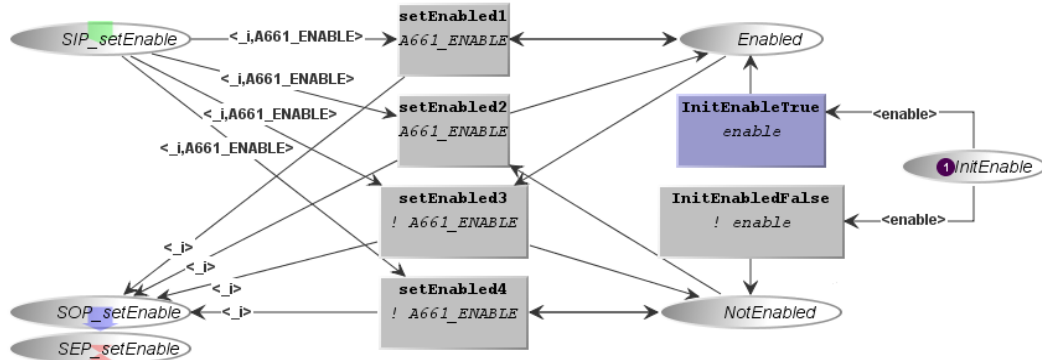 setEnabled1
SIP_setEnable
<_i,A661_ENABLE>
A661_ENABLE
Enabled
<_i,A661_ENABLE>
setEnabled2
InitEnableTrue
<_i,A661_ENABLE>
A661_ENABLE
enable
<enable>
<_i,A661_ENABLE>
1
InitEnable
setEnabled3
InitEnabledFalse
! A661_ENABLE
! enable
<enable>
<_i>
<_i>
<_i>
setEnabled4
SOP_setEnable
<_i>
! A661_ENABLE
NotEnabled
SEP_setEnable